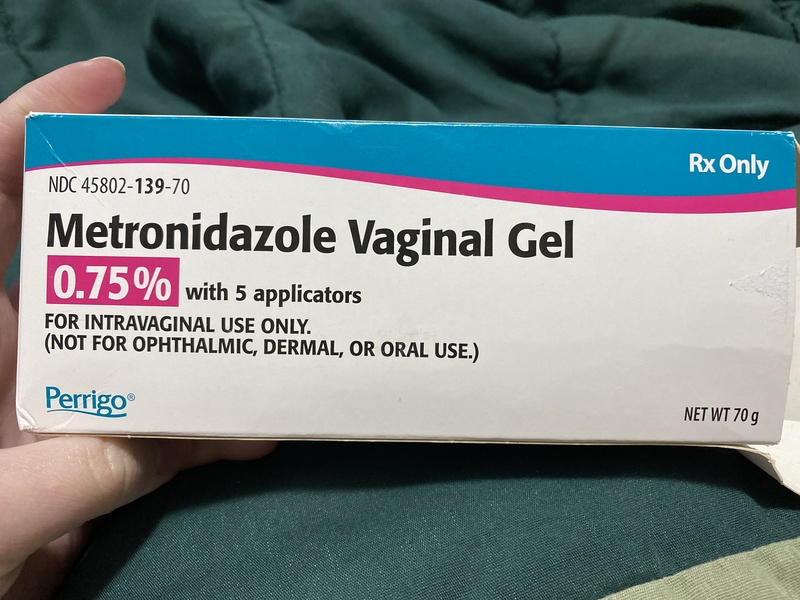 Rx Only
NDC 45802-139-70
Metronidazole Vaginal Gel
0.75% with 5 applicators
FOR INTRAVAGINAL USE ONLY.
(NOT FOR OPHTHALMIC, DERMAL, OR ORAL USE.)
Perrigo®
NET WT 70 g